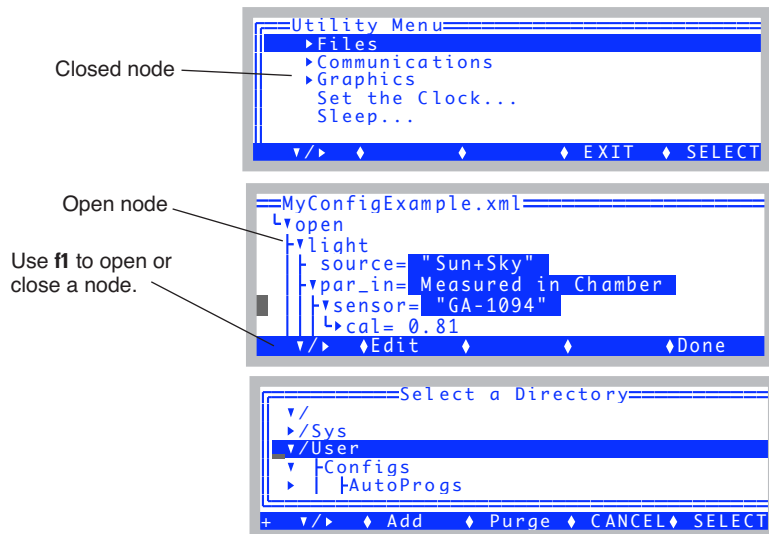 Utility Menu
▸Files
▸Communications
▸Graphics
Set the Clock...
Sleep...
▾/▸ ♦ ♦ ♦ EXIT ♦ SELECT
Closed node
MyConfigExample.xml
▾open
▾light
source= "Sun+Sky"
▾par_in= Measured in Chamber
▾sensor= "GA-1094"
▸cal= 0.81
▾/▸ ♦Edit ♦ ♦ ♦Done
Open node
Use f1 to open or
close a node.
Select a Directory
▾/
▸/Sys
▾/User
▾ Configs
▸ AutoProgs
+ ▾/▸ ♦ Add ♦ Purge ♦ CANCEL♦ SELECT